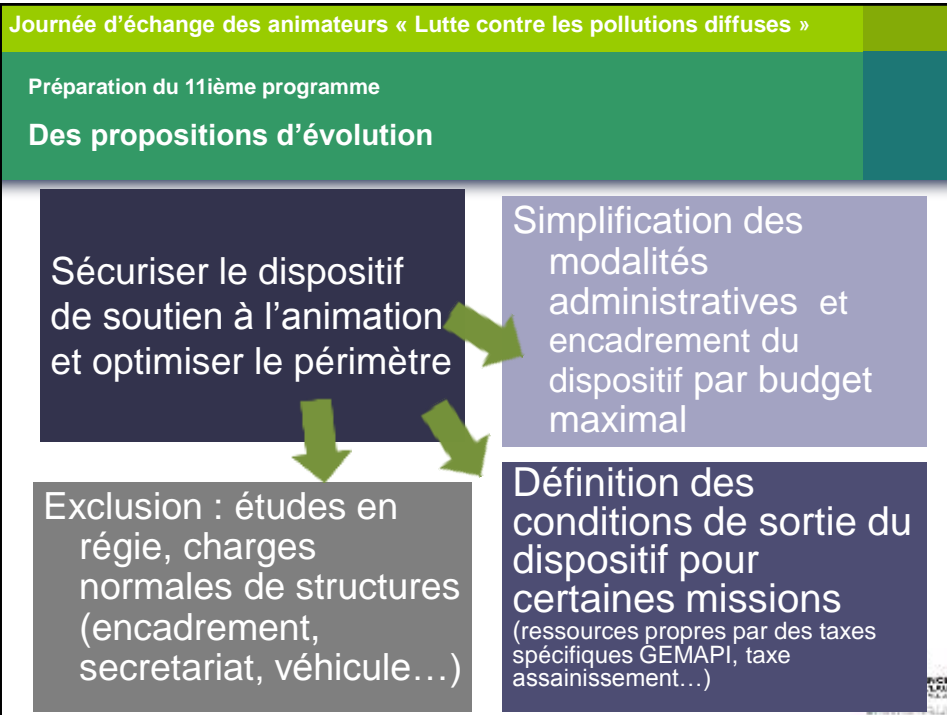 Journée d'échange des animateurs « Lutte contre les pollutions diffuses »
Préparation du 11ième programme
Des propositions d'évolution
Sécuriser le dispositif
de soutien à l'animation
et optimiser le périmètre
Simplification des
modalités
administratives et
encadrement du
dispositif par budget
maximal
Exclusion : études en
régie, charges
normales de structures
(encadrement,
secretariat, véhicule…)
Définition des
conditions de sortie du
dispositif pour
certaines missions
(ressources propres par des taxes
spécifiques GEMAPI, taxe
assainissement…)